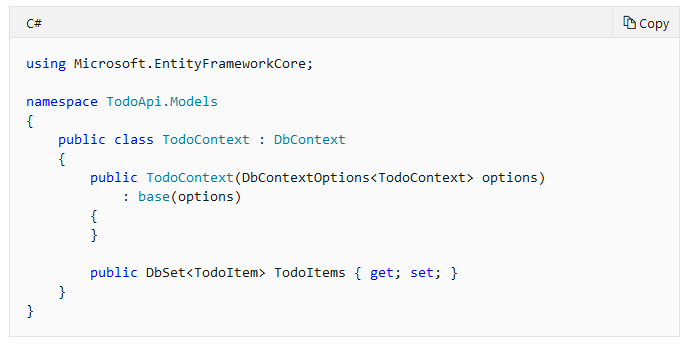 C#
Copy
using Microsoft.EntityFrameworkCore;
namespace TodoApi.Models
{
    public class TodoContext : DbContext
    {
        public TodoContext(DbContextOptions<TodoContext> options)
            : base(options)
        {
        }
        public DbSet<TodoItem> TodoItems { get; set; }
    }
}